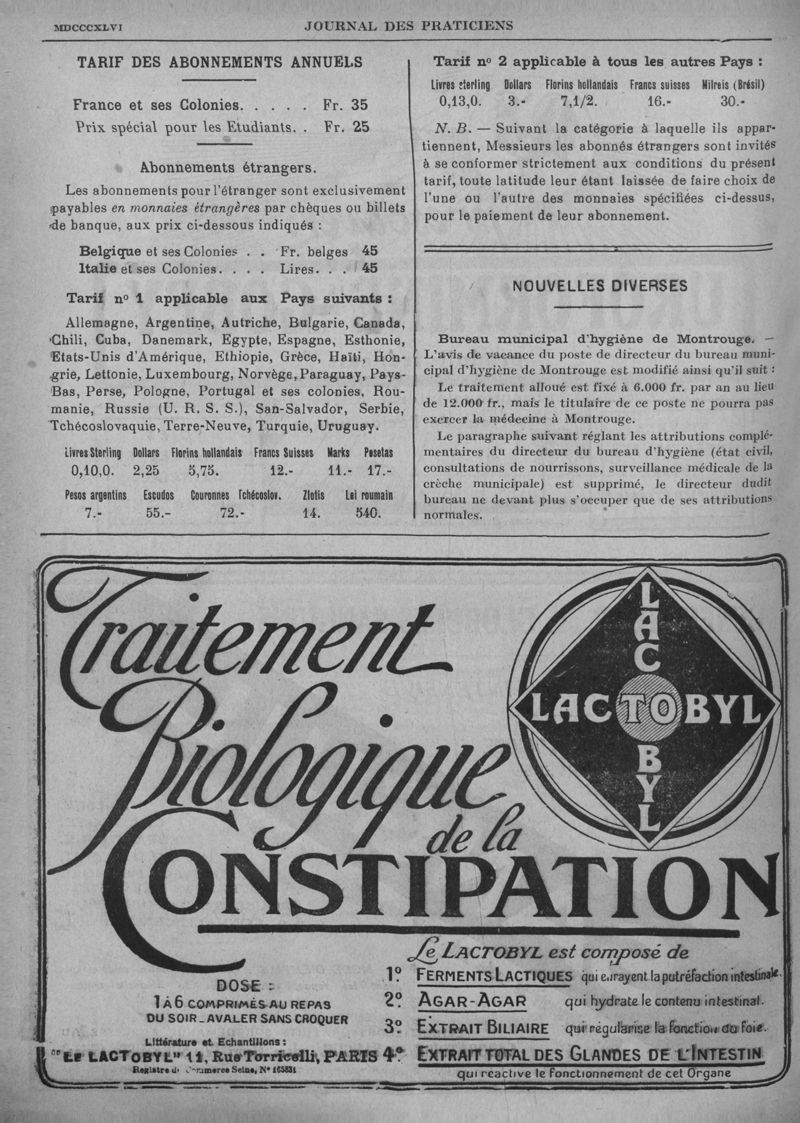 MDCCCXLVI
JOURNAL DES PRATICIENS
TARIF DES ABONNEMENTS ANNUELS
France et ses Colonies. . . . . Fr. 35
Prix spécial pour les Etudiants. . Fr. 25
Abonnements étrangers.
Les abonnements pour l'étranger sont exclusivement
payables en monnaies étrangères par chèques ou billets
de banque, aux prix ci-dessous indiqués :
Belgique et ses Colonies . . Fr. belges 45
Italie et ses Colonies. . . . Lires. . . 45
Tarif nº 1 applicable aux Pays suivants :
Allemagne, Argentine, Autriche, Bulgarie, Canada,
Chili, Cuba, Danemark, Egypte, Espagne, Esthonie,
Etats-Unis d'Amérique, Ethiopie, Grèce, Haïti, Hon-
grie, Lettonie, Luxembourg, Norvège, Paraguay, Pays-
Bas, Perse, Pologne, Portugal et ses colonies, Rou-
manie, Russie (U. R. S. S.), San-Salvador, Serbie,
Tchécoslovaquie, Terre-Neuve, Turquie, Uruguay.
Livres Sterling Dollars Florins hollandais Francs Suisses Marks Pesetas
0,10,0. 2,25 5,75. 12.- 11.- 17.-
Pesos argentins Escudos Couronnes Tchécoslov. Zlotis Lei roumain
7.- 55.- 72.- 14. 540.
Tarif nº 2 applicable à tous les autres Pays :
Livres sterling Dollars Florins hollandais Francs suisses Milreis (Brésil)
0,13,0. 3.- 7,1/2. 16.- 30.-
N. B. — Suivant la catégorie à laquelle ils appar-
tiennent, Messieurs les abonnés étrangers sont invités
à se conformer strictement aux conditions du présent
tarif, toute latitude leur étant laissée de faire choix de
l'une ou l'autre des monnaies spécifiées ci-dessus,
pour le paiement de leur abonnement.
NOUVELLES DIVERSES
Bureau municipal d'hygiène de Montrouge. —
L'avis de vacance du poste de directeur du bureau muni-
cipal d'hygiène de Montrouge est modifié ainsi qu'il suit :
Le traitement alloué est fixé à 6.000 fr. par an au lieu
de 12.000 fr., mais le titulaire de ce poste ne pourra pas
exercer la médecine à Montrouge.
Le paragraphe suivant réglant les attributions complé-
mentaires du directeur du bureau d'hygiène (état civil,
consultations de nourrissons, surveillance médicale de la
crèche municipale) est supprimé, le directeur dudit
bureau ne devant plus s'occuper que de ses attributions
normales.
Traitement
Biologique
de la
CONSTIPATION
LACTOBYL
LACTOBYL
Le LACTOBYL est composé de
1º FERMENTS LACTIQUES qui enrayent la putréfaction intestinale.
2º AGAR-AGAR qui hydrate le contenu intestinal.
3º EXTRAIT BILIAIRE qui régularise la fonction du foie.
4º EXTRAIT TOTAL DES GLANDES DE L'INTESTIN
qui réactive le fonctionnement de cet Organe
DOSE :
1 À 6 COMPRIMÉS AU REPAS
DU SOIR_AVALER SANS CROQUER
Littérature et Echantillons :
"LE LACTOBYL" 11, Rue Torricelli, PARIS
Registre du Commerce Seine, Nº 165831